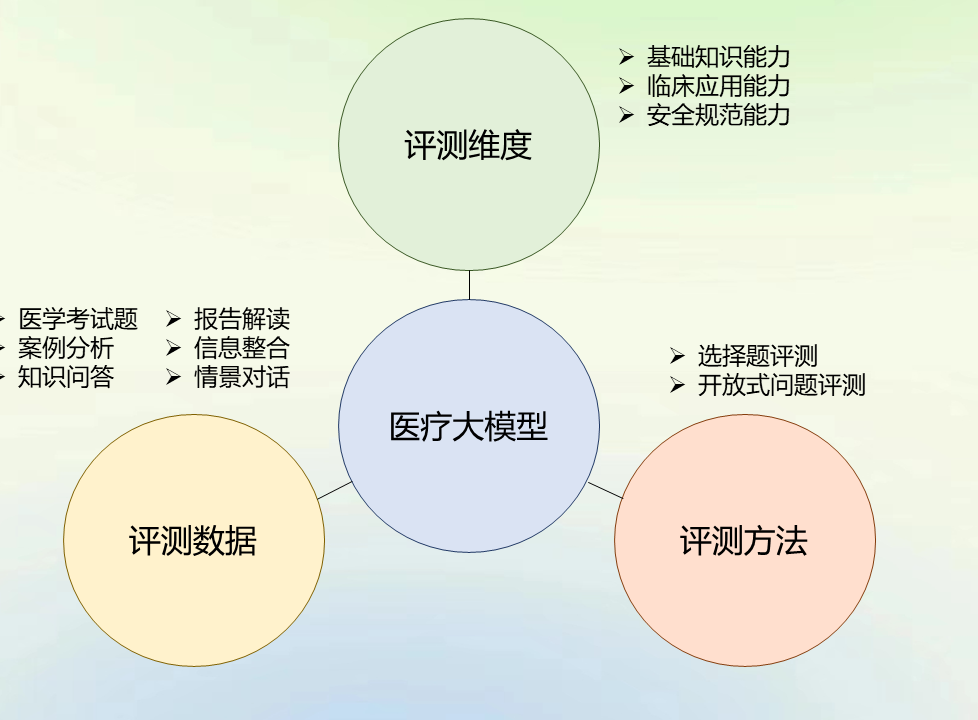 基础知识能力
临床应用能力
安全规范能力
评测维度
医学考试题
案例分析
知识问答
报告解读
信息整合
情景对话
选择题评测
开放式问题评测
医疗大模型
评测数据
评测方法